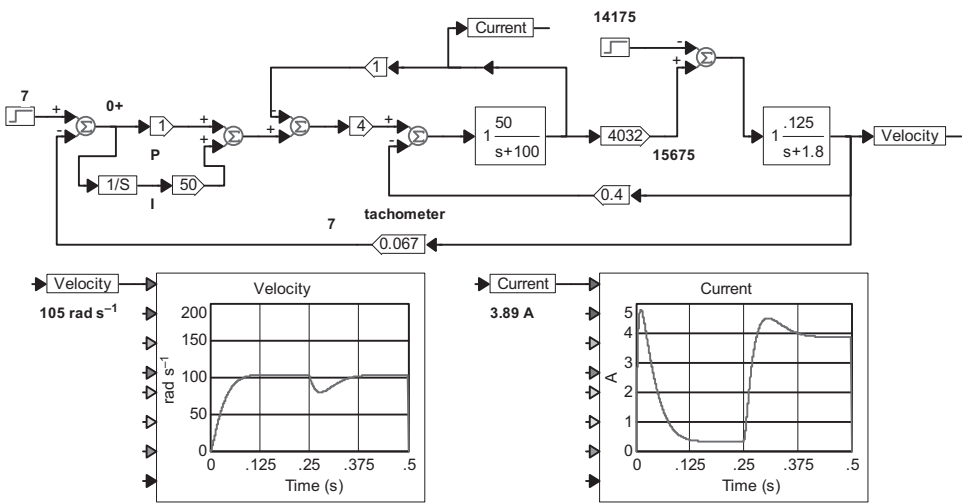 14175
Current
7
0+
1
+
-
Σ
1
P
+
+
Σ
-
+
Σ
4
+
-
Σ
1 50
s+100
4032
15675
-
+
Σ
1 .125
s+1.8
Velocity
1/S
50
I
0.4
7
tachometer
0.067
Velocity
105 rad s⁻¹
Velocity
rad s⁻¹
200
150
100
50
0
0 .125 .25 .375 .5
Time (s)
Current
3.89 A
Current
A
5
4
3
2
1
0
0 .125 .25 .375 .5
Time (s)